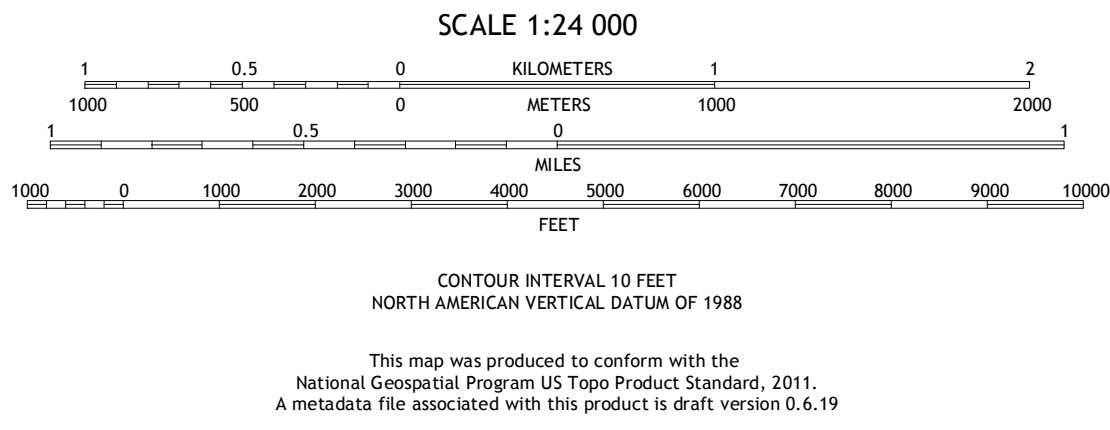 SCALE 1:24 000
1 0.5 0 KILOMETERS 1 2
1000 500 0 METERS 1000 2000
1 0.5 0 1
MILES
1000 0 1000 2000 3000 4000 5000 6000 7000 8000 9000 10000
FEET
CONTOUR INTERVAL 10 FEET
NORTH AMERICAN VERTICAL DATUM OF 1988
This map was produced to conform with the
National Geospatial Program US Topo Product Standard, 2011.
A metadata file associated with this product is draft version 0.6.19